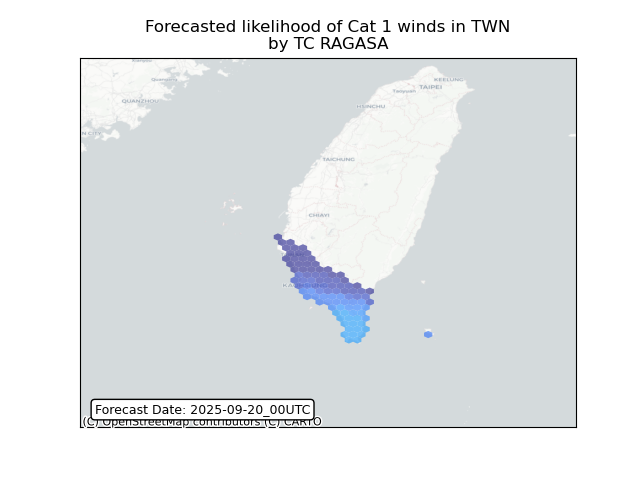 Forecasted likelihood of Cat 1 winds in TWN
by TC RAGASA
KEELUNG
TAIPEI
QUANZHOU
HSINCHU
TAICHUNG
CHIAYI
Forecast Date: 2025-09-20_00UTC
(C) OpenStreetMap contributors (C) CARTO